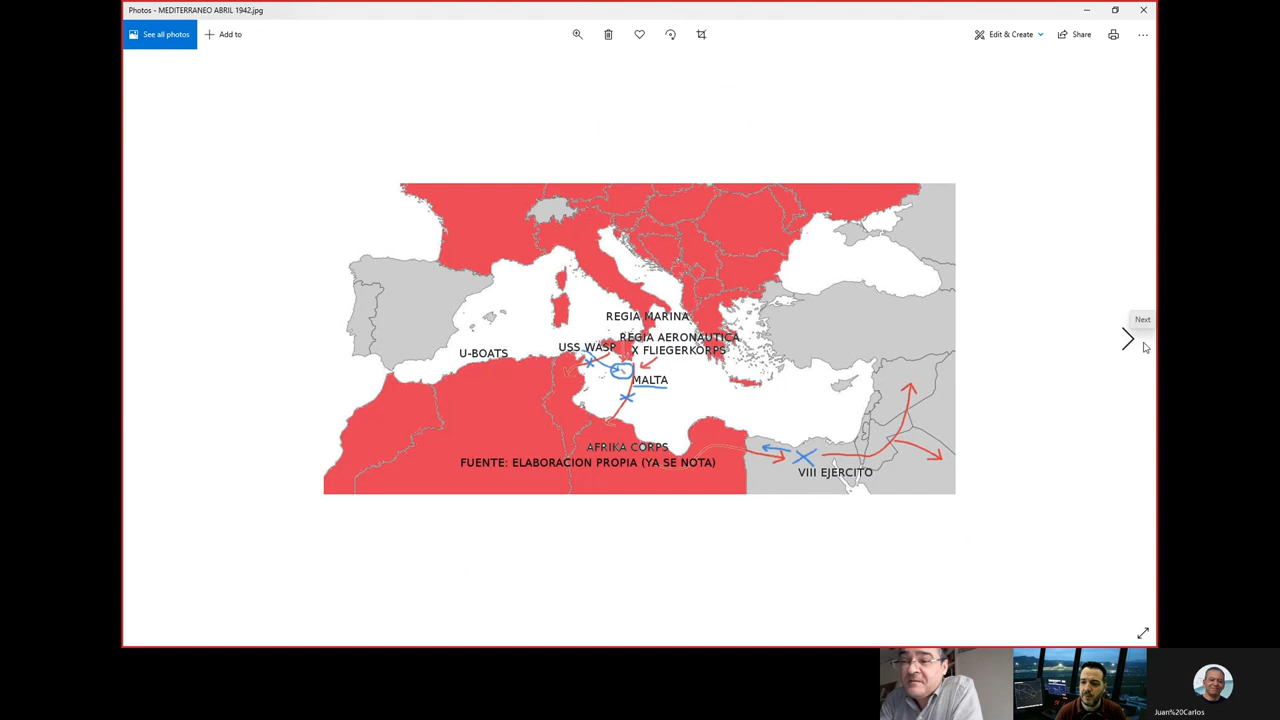 Photos - MEDITERRANEO ABRIL 1942.jpg
See all photos
Add to
Edit & Create
Share
Next
REGIA MARINA
REGIA AERONAUTICA
USS WASP
X FLIEGERKORPS
U-BOATS
MALTA
AFRIKA CORPS
FUENTE: ELABORACION PROPIA (YA SE NOTA)
VIII EJERCITO
Juan%20Carlos